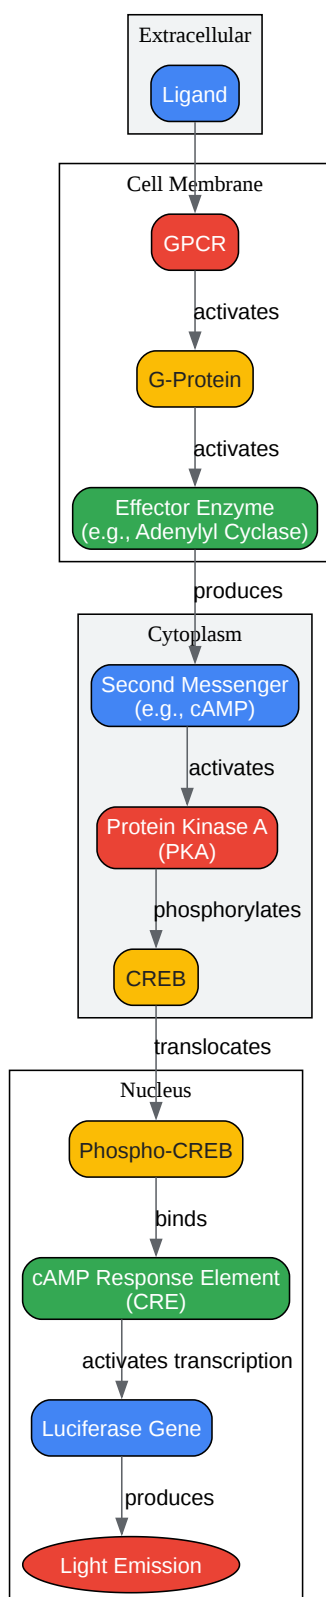 Extracellular
Ligand
Cell Membrane
GPCR
activates
G-Protein
activates
Effector Enzyme
(e.g., Adenylyl Cyclase)
produces
Cytoplasm
Second Messenger
(e.g., cAMP)
activates
Protein Kinase A
(PKA)
phosphorylates
CREB
translocates
Nucleus
Phospho-CREB
binds
cAMP Response Element
(CRE)
activates transcription
Luciferase Gene
produces
Light Emission